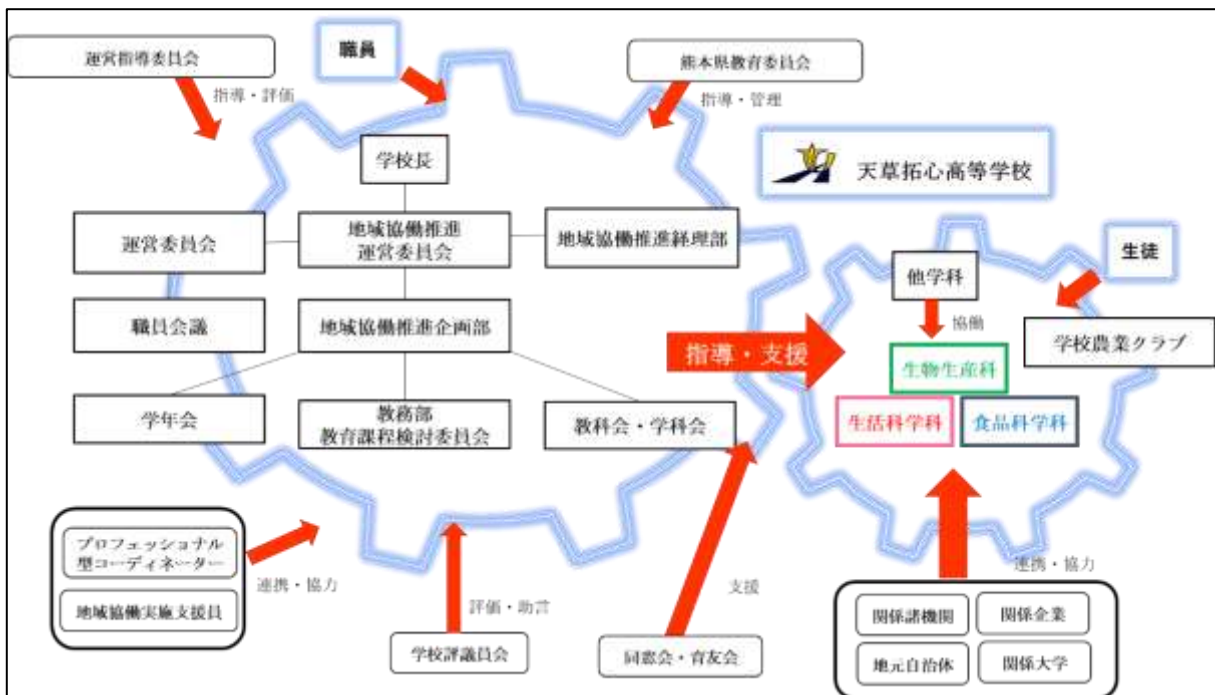 運営指導委員会
職員
熊本県教育委員会
指導・評価
指導・管理
学校長
天草拓心高等学校
運営委員会
地域協働推進
運営委員会
地域協働推進経理部
他学科
生徒
職員会議
地域協働推進企画部
協働
学校農業クラブ
指導・支援
生物生産科
学年会
教務部
教育課程検討委員会
教科会・学科会
生活科学科
食品科学科
プロフェッショナル
型コーディネーター
連携・協力
地域協働実施支援員
評価・助言
支援
連携・協力
学校評議員会
同窓会・育友会
関係諸機関
関係企業
地元自治体
関係大学